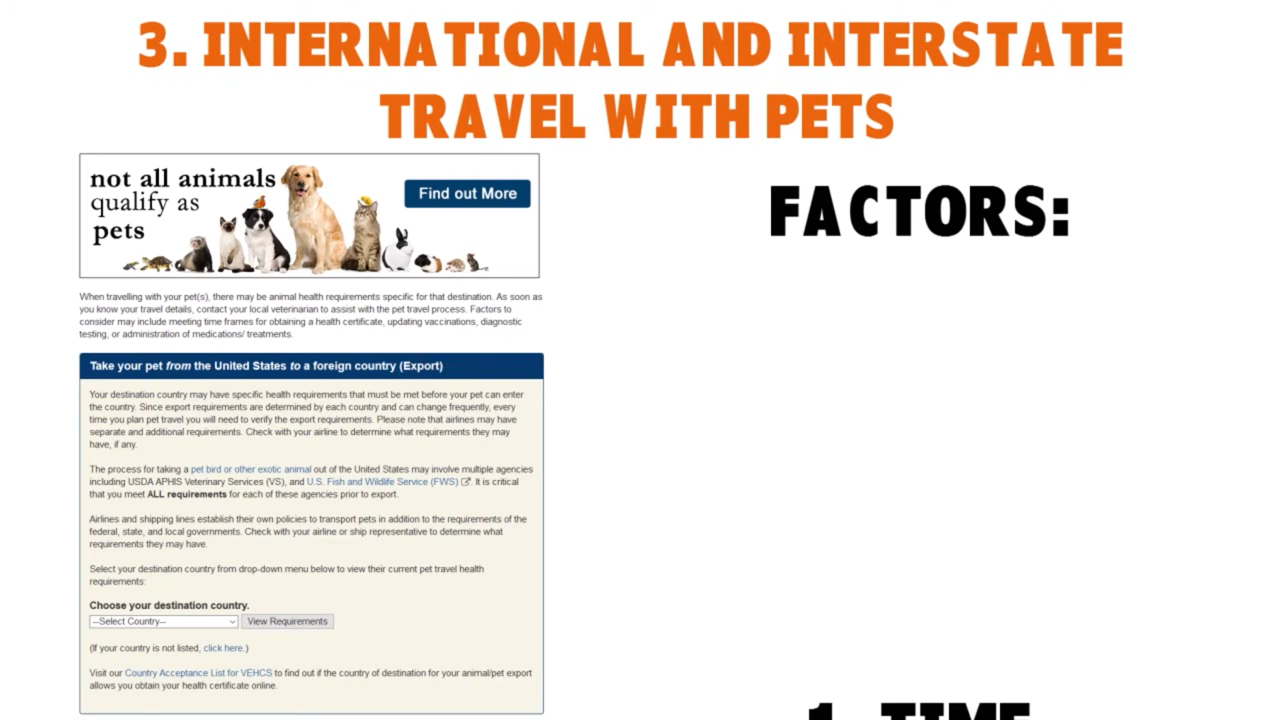 3. INTERNATIONAL AND INTERSTATE
TRAVEL WITH PETS
not all animals
qualify as
pets
Find out More
When travelling with your pet(s), there may be animal health requirements specific for that destination. As soon as
you know your travel details, contact your local veterinarian to assist with the pet travel process. Factors to
consider may include meeting time frames for obtaining a health certificate, updating vaccinations, diagnostic
testing, or administration of medications/ treatments.
Take your pet from the United States to a foreign country (Export)
Your destination country may have specific health requirements that must be met before your pet can enter
the country. Since export requirements are determined by each country and can change frequently, every
time you plan pet travel you will need to verify the export requirements. Please note that airlines may have
separate and additional requirements. Check with your airline to determine what requirements they may
have, if any.
The process for taking a pet bird or other exotic animal out of the United States may involve multiple agencies
including USDA APHIS Veterinary Services (VS), and U.S. Fish and Wildlife Service (FWS) . It is critical
that you meet ALL requirements for each of these agencies prior to export.
Airlines and shipping lines establish their own policies to transport pets in addition to the requirements of the
federal, state, and local governments. Check with your airline or ship representative to determine what
requirements they may have.
Select your destination country from drop-down menu below to view their current pet travel health
requirements:
Choose your destination country.
--Select Country-- View Requirements
(If your country is not listed, click here.)
Visit our Country Acceptance List for VEHCS to find out if the country of destination for your animal/pet export
allows you obtain your health certificate online.
FACTORS:
1. TIME